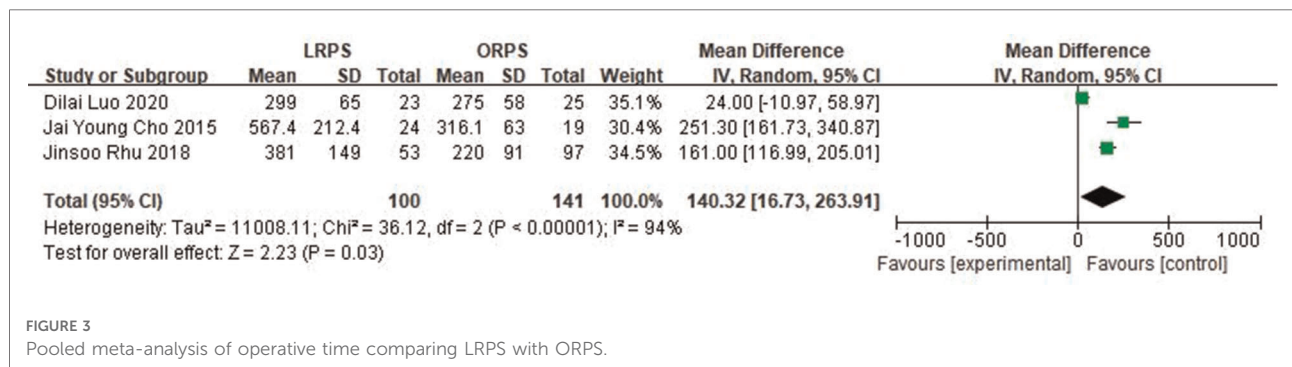 LRPS ORPS Mean Difference Mean Difference
Study or Subgroup Mean SD Total Mean SD Total Weight IV, Random, 95% CI IV, Random, 95% CI
Dilai Luo 2020 299 65 23 275 58 25 35.1% 24.00 [-10.97, 58.97]
Jai Young Cho 2015 567.4 212.4 24 316.1 63 19 30.4% 251.30 [161.73, 340.87]
Jinsoo Rhu 2018 381 149 53 220 91 97 34.5% 161.00 [116.99, 205.01]
Total (95% CI) 100 141 100.0% 140.32 [16.73, 263.91]
Heterogeneity: Tau² = 11008.11; Chi² = 36.12, df = 2 (P < 0.00001); I² = 94%
Test for overall effect: Z = 2.23 (P = 0.03)
-1000 -500 0 500 1000
Favours [experimental] Favours [control]
FIGURE 3
Pooled meta-analysis of operative time comparing LRPS with ORPS.